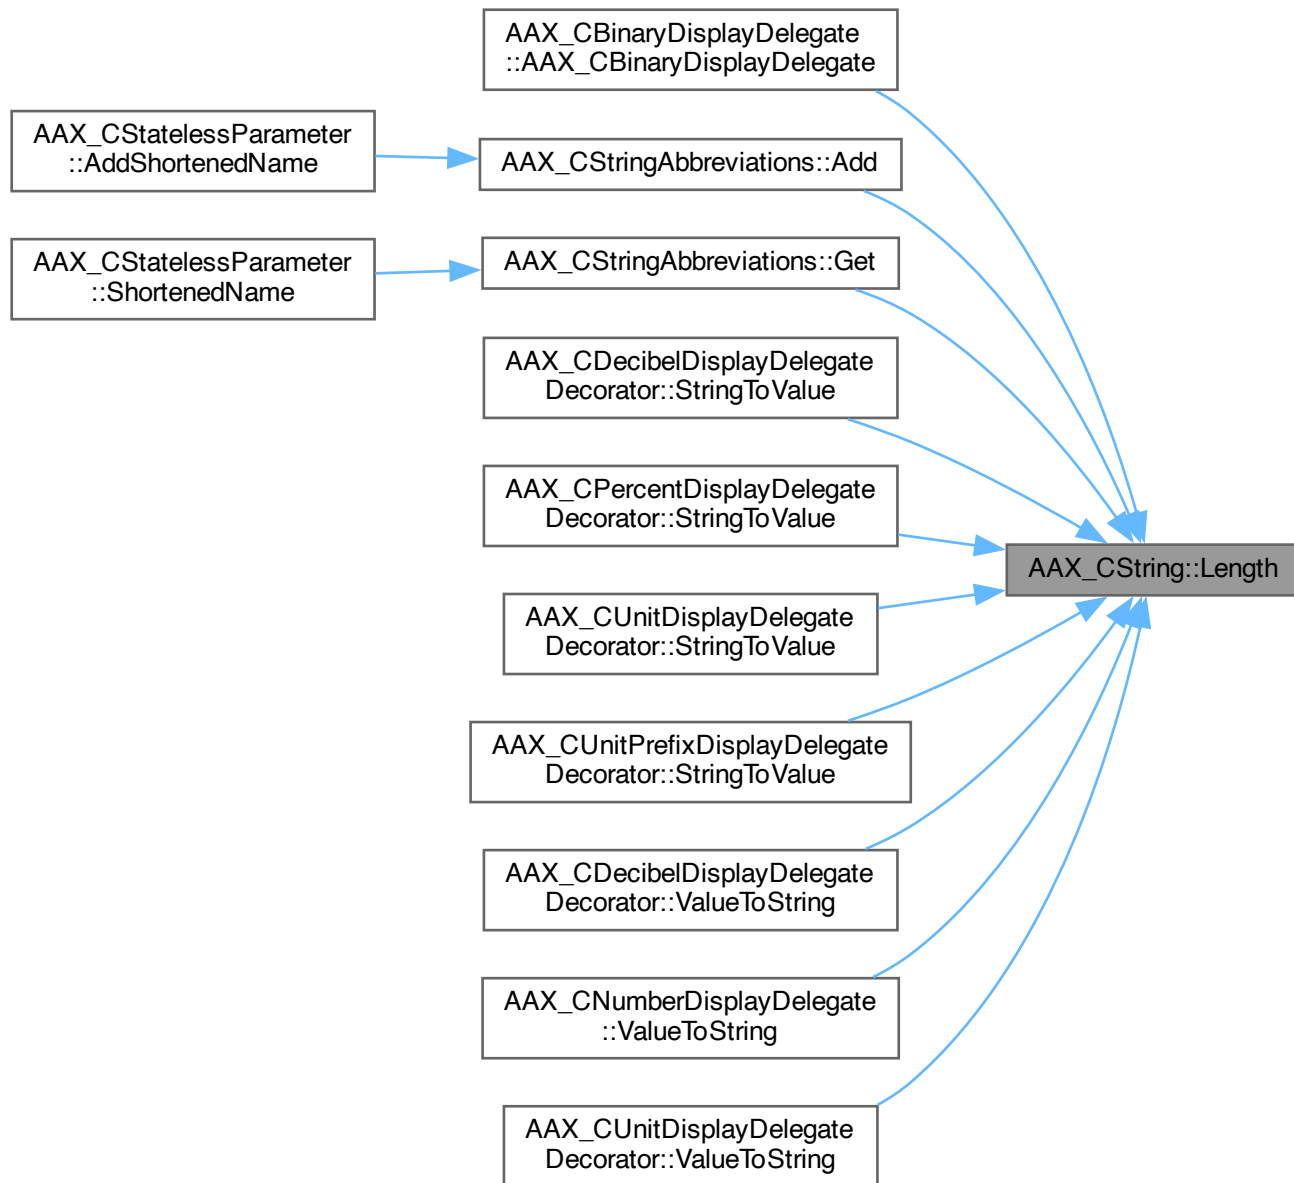 AAX_CBinaryDisplayDelegate
::AAX_CBinaryDisplayDelegate
AAX_CStatelessParameter
::AddShortenedName
AAX_CStringAbbreviations::Add
AAX_CStatelessParameter
::ShortenedName
AAX_CStringAbbreviations::Get
AAX_CDecibelDisplayDelegate
Decorator::StringToValue
AAX_CPercentDisplayDelegate
Decorator::StringToValue
AAX_CString::Length
AAX_CUnitDisplayDelegate
Decorator::StringToValue
AAX_CUnitPrefixDisplayDelegate
Decorator::StringToValue
AAX_CDecibelDisplayDelegate
Decorator::ValueToString
AAX_CNumberDisplayDelegate
::ValueToString
AAX_CUnitDisplayDelegate
Decorator::ValueToString